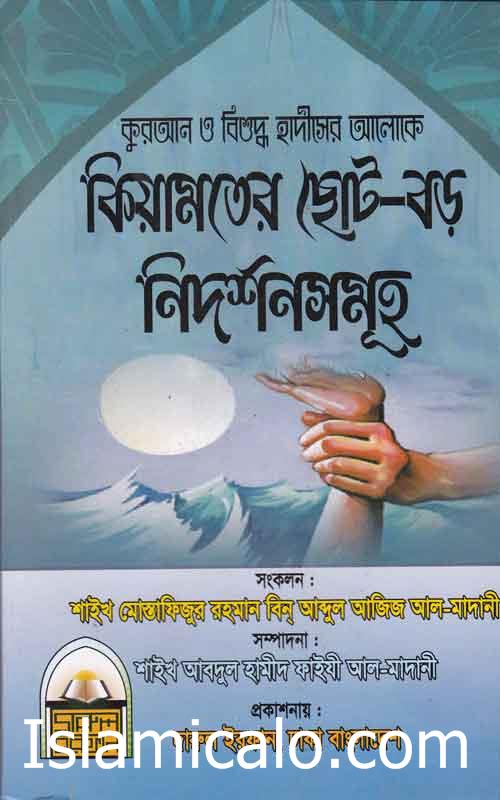 কুরআন ও বিশুদ্ধ হাদীসের আলোকে
কিয়ামতের ছোট-বড়
নিদর্শনসমূহ
সংকলন :
শাইখ মোস্তাফিজুর রহমান বিন্ আব্দুল আজিজ আল-মাদানী
সম্পাদনা :
শাইখ আবদুল হামীদ ফাইযী আল-মাদানী
প্রকাশনায় :
Islamicalo.com